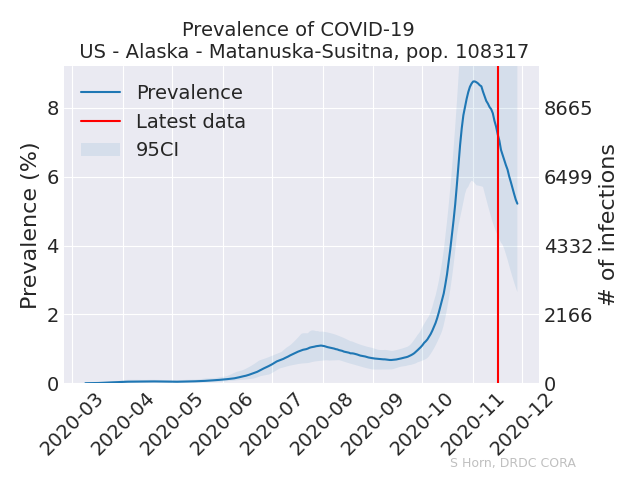 Prevalence of COVID-19
US - Alaska - Matanuska-Susitna, pop. 108317
Prevalence
Latest data
95CI
Prevalence (%)
8
6
4
2
0
8665
6499
4332
2166
0
# of infections
2020-03
2020-04
2020-05
2020-06
2020-07
2020-08
2020-09
2020-10
2020-11
2020-12
S Horn, DRDC CORA